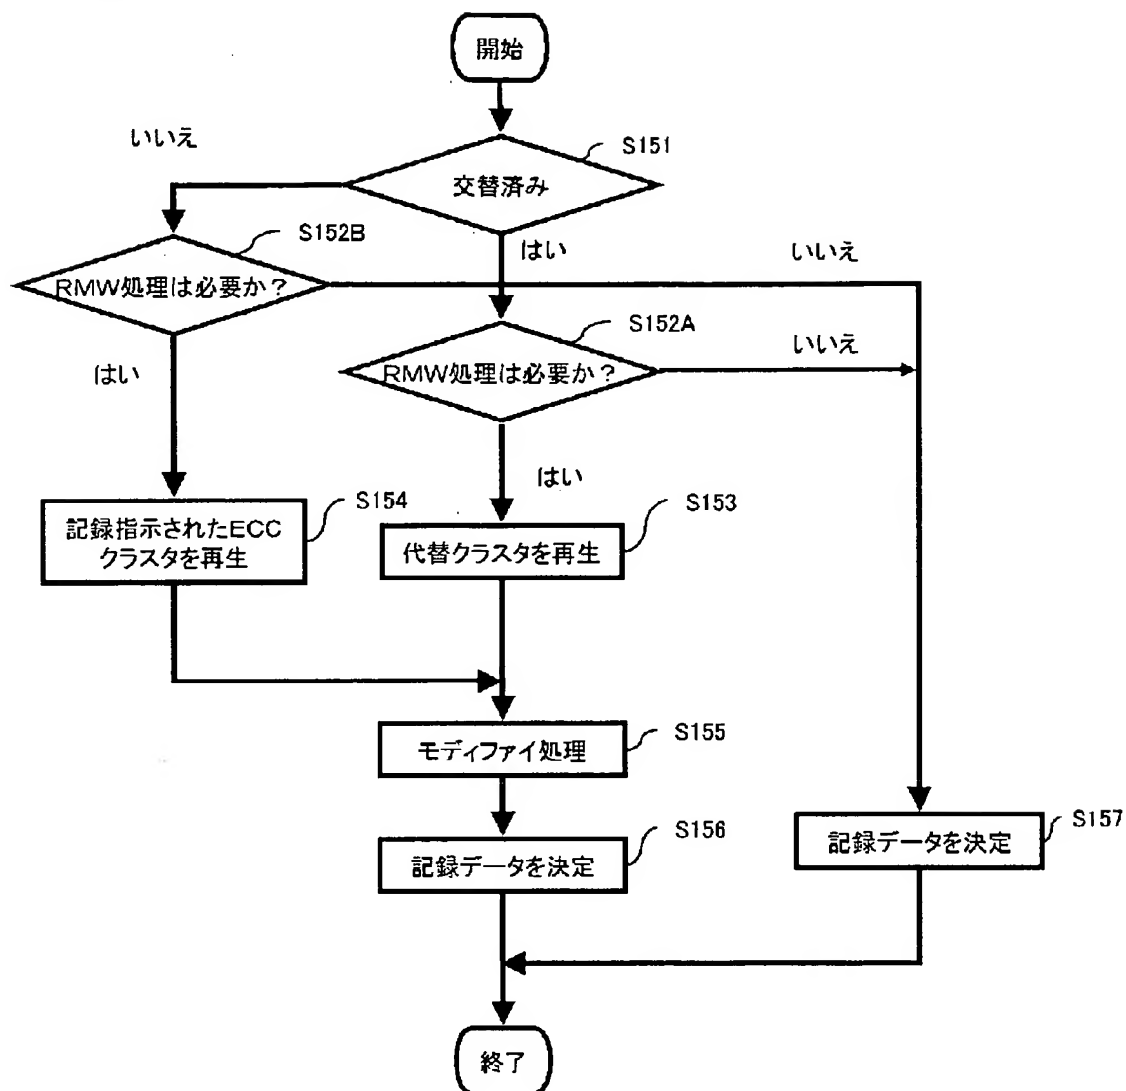 開始
いいえ
S151
交替済み
S152B
はい
いいえ
RMW処理は必要か？
S152A
いいえ
はい
RMW処理は必要か？
はい
S154
S153
記録指示されたECC
クラスタを再生
代替クラスタを再生
S155
モディファイ処理
S156
S157
記録データを決定
記録データを決定
終了